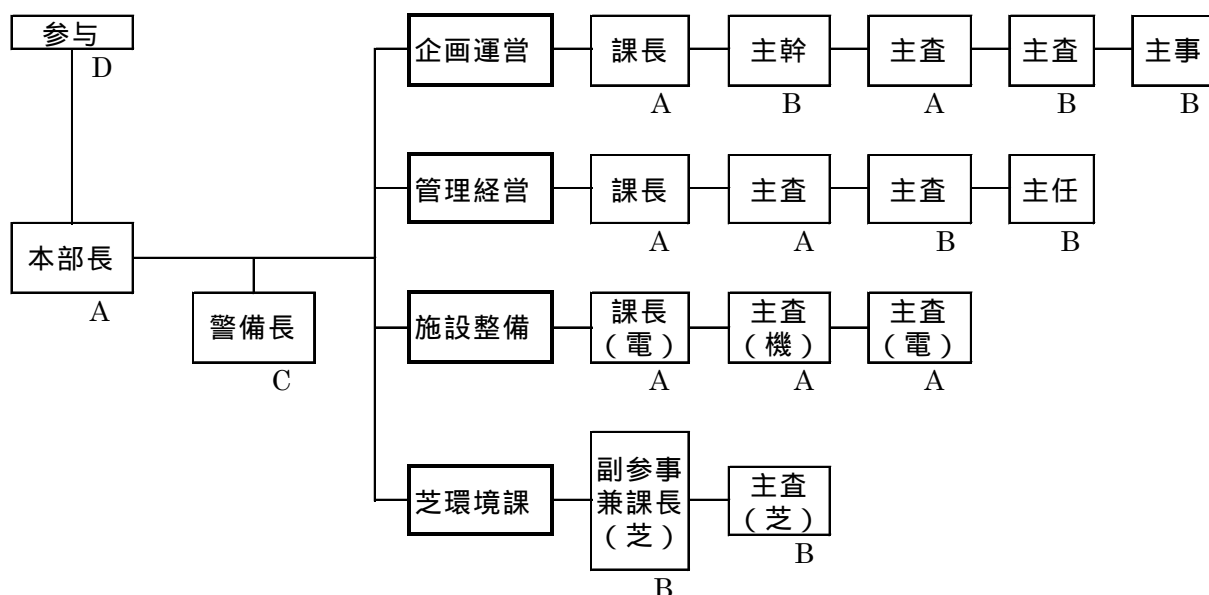 参与
D
本部長
A
警備長
C
企画運営
課長
A
主幹
B
主査
A
主査
B
主事
B
管理経営
課長
A
主査
A
主査
B
主任
B
施設整備
課長
(電)
A
主査
(機)
A
主査
(電)
A
芝環境課
副参事
兼課長
(芝)
B
主査
(芝)
B